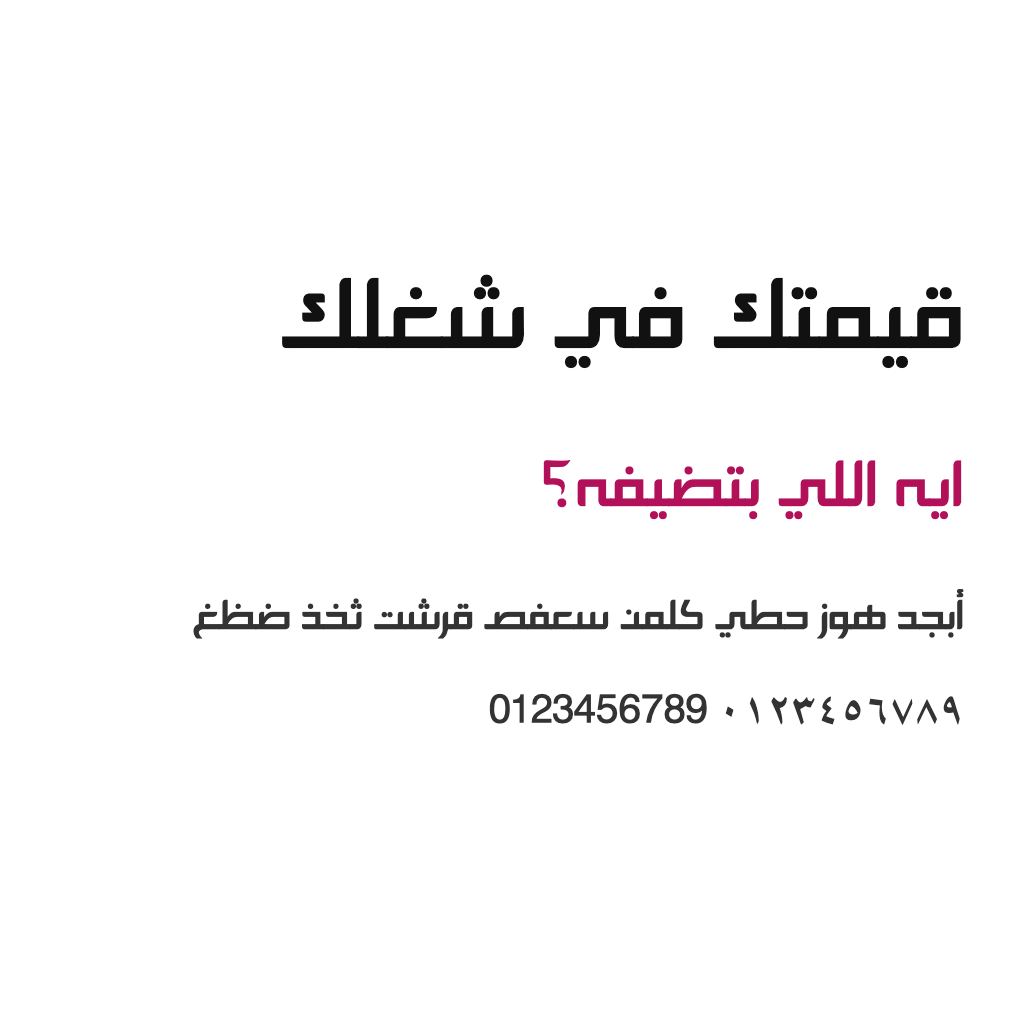 قيمتك في شغلك
ايه اللي بتضيفه؟
أبجد هوز حطي كلمن سعفص قرشت ثخذ ضظغ
0123456789 ٠١٢٣٤٥٦٧٨٩